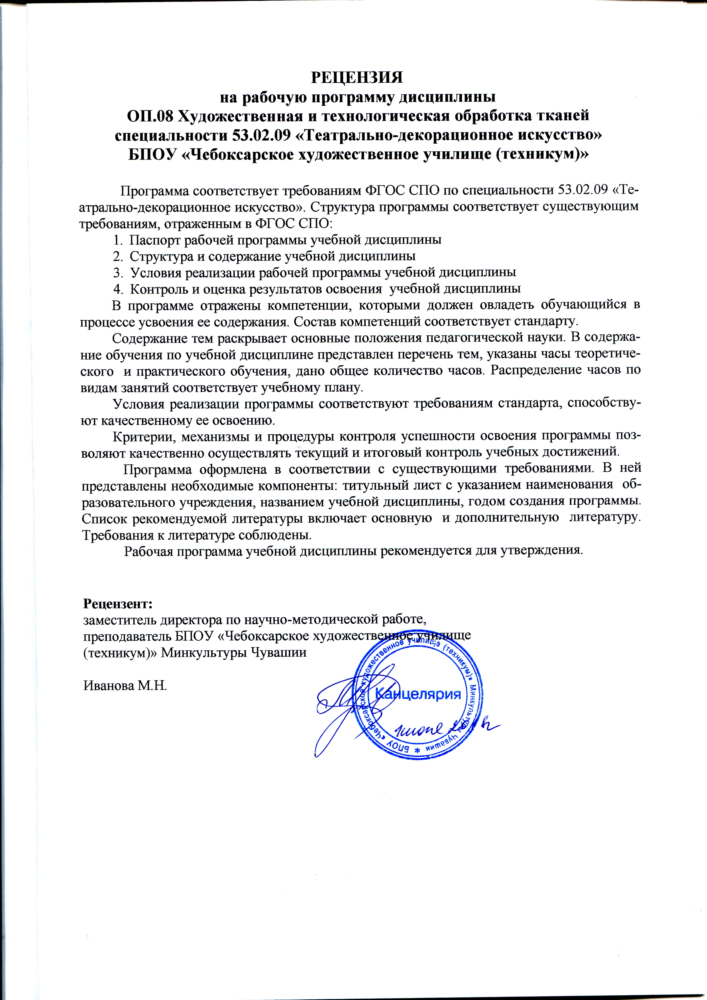 РЕЦЕНЗИЯ
на рабочую программу дисциплины
ОП.08 Художественная и технологическая обработка тканей
специальности 53.02.09 «Театрально-декорационное искусство»
БПОУ «Чебоксарское художественное училище (техникум)»
Программа соответствует требованиям ФГОС СПО по специальности 53.02.09 «Те-
атрально-декорационное искусство». Структура программы соответствует существующим
требованиям, отраженным в ФГОС СПО:
1. Паспорт рабочей программы учебной дисциплины
2. Структура и содержание учебной дисциплины
3. Условия реализации рабочей программы учебной дисциплины
4. Контроль и оценка результатов освоения учебной дисциплины
В программе отражены компетенции, которыми должен овладеть обучающийся в
процессе усвоения ее содержания. Состав компетенций соответствует стандарту.
Содержание тем раскрывает основные положения педагогической науки. В содержа-
ние обучения по учебной дисциплине представлен перечень тем, указаны часы теоретиче-
ского и практического обучения, дано общее количество часов. Распределение часов по
видам занятий соответствует учебному плану.
Условия реализации программы соответствуют требованиям стандарта, способству-
ют качественному ее освоению.
Критерии, механизмы и процедуры контроля успешности освоения программы поз-
воляют качественно осуществлять текущий и итоговый контроль учебных достижений.
Программа оформлена в соответствии с существующими требованиями. В ней
представлены необходимые компоненты: титульный лист с указанием наименования об-
разовательного учреждения, названием учебной дисциплины, годом создания программы.
Список рекомендуемой литературы включает основную и дополнительную литературу.
Требования к литературе соблюдены.
Рабочая программа учебной дисциплины рекомендуется для утверждения.
Рецензент:
заместитель директора по научно-методической работе,
преподаватель БПОУ «Чебоксарское художественное училище
(техникум)» Минкультуры Чувашии
Иванова М.Н.
БПОУ «Чебоксарское художественное училище (техникум)» Минкультуры Чувашии
Канцелярия